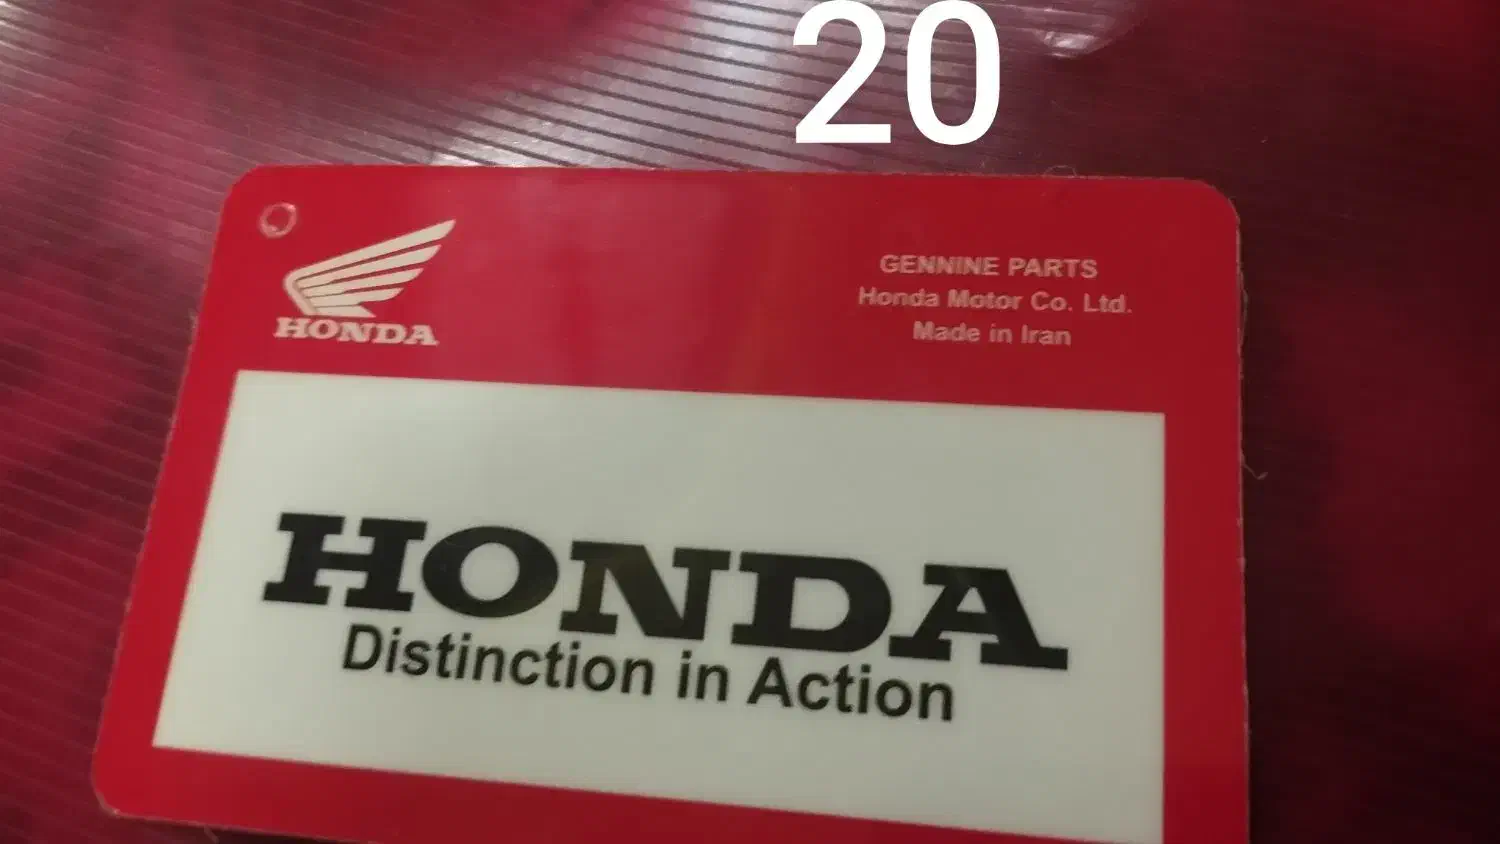 20
HONDA
GENNINE PARTS
Honda Motor Co. Ltd.
Made in Iran
HONDA
Distinction in Action